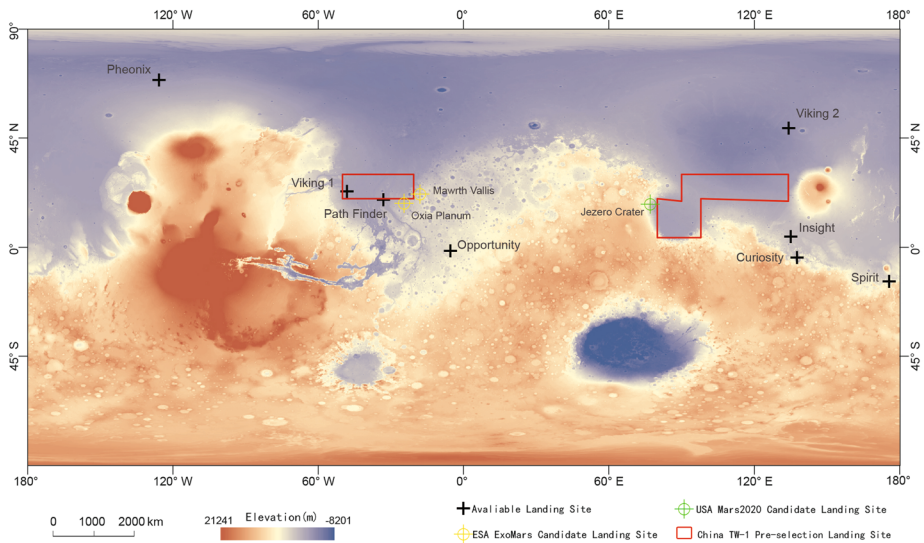 120° W 60° W 0° 60° E 120° E 180°
90°
Pheonix
Viking 2
45° N
45° N
Viking 1
Mawrth Vallis
Path Finder
Oxia Planum
Jezero Crater
Insight
0°
Opportunity
Curiosity
0°
Spirit
45° S
45° S
180° 120° W 60° W 0° 60° E 120° E 180°
0 1000 2000 km
Elevation(m)
21241 -8201
Avaliable Landing Site
USA Mars2020 Candidate Landing Site
ESA ExoMars Candidate Landing Site
China TW-1 Pre-selection Landing Site